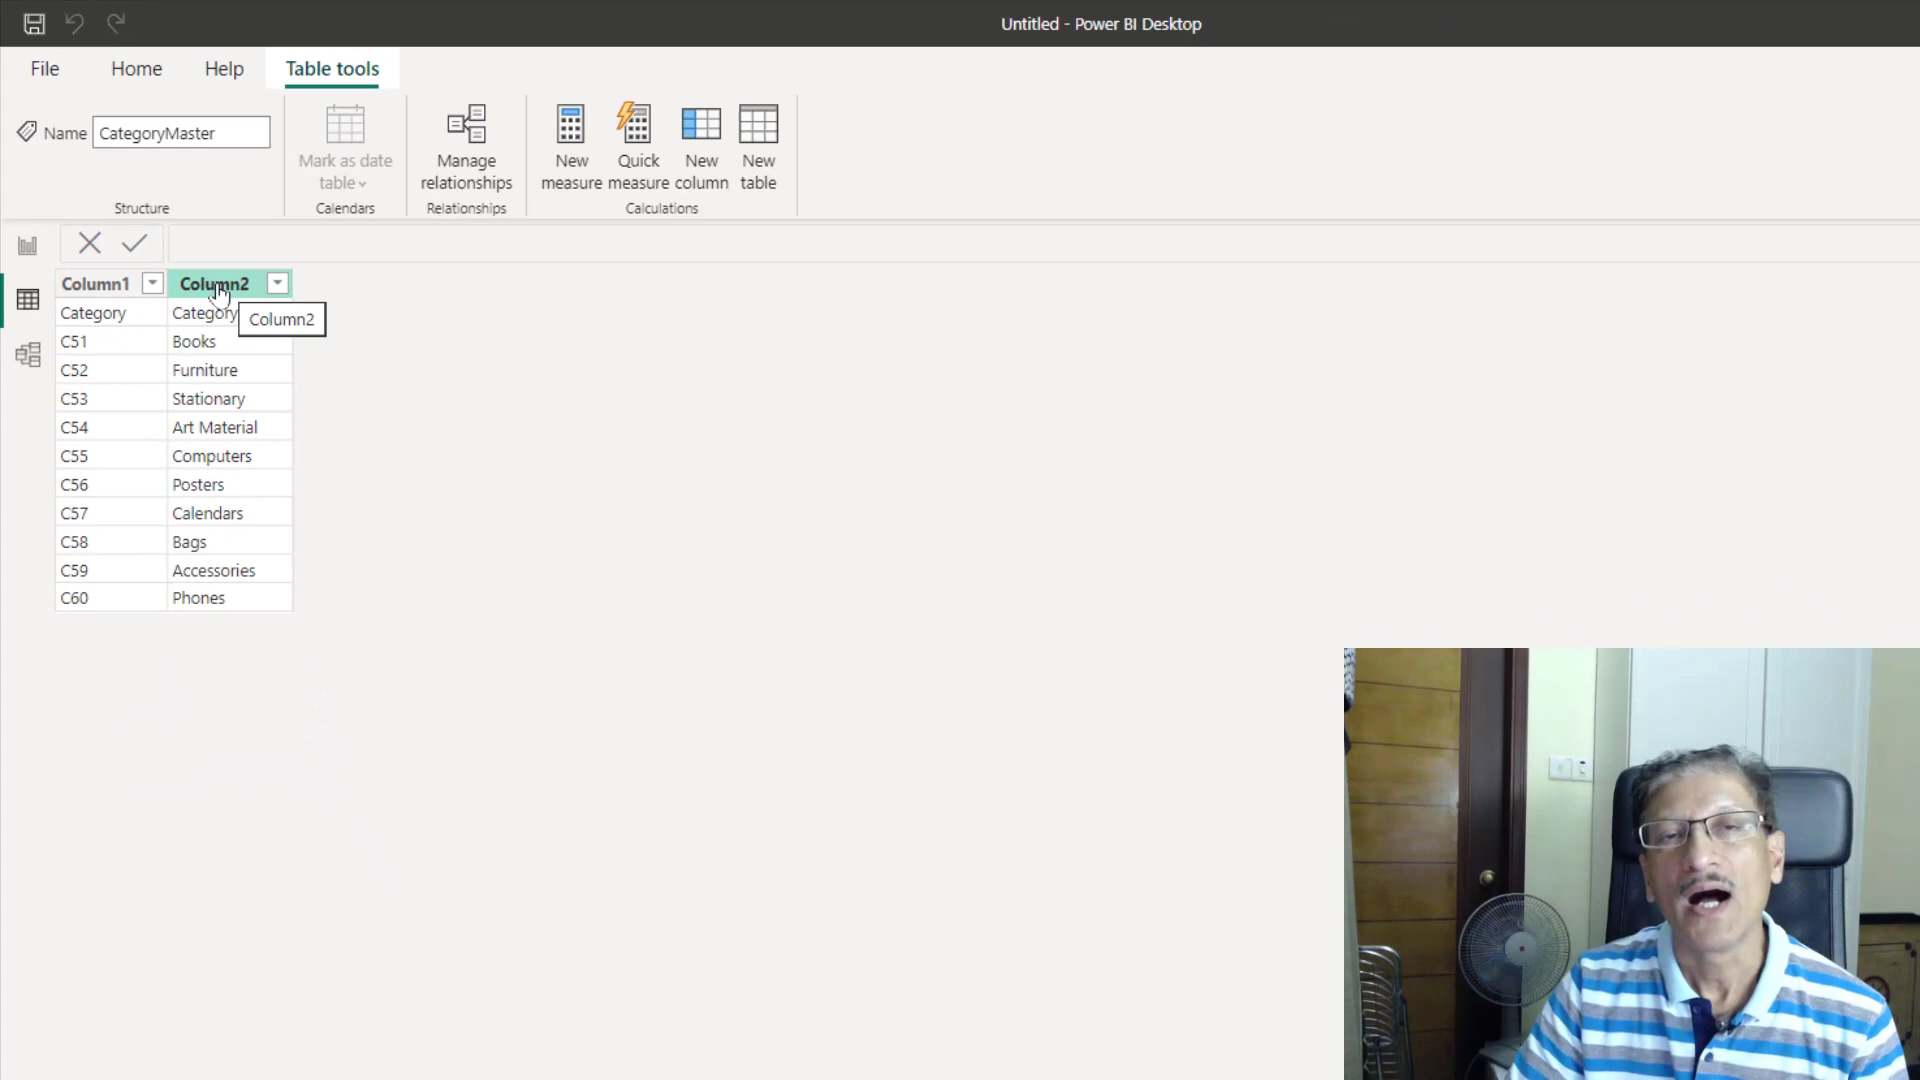 Untitled - Power BI Desktop
File Home Help Table tools
Name CategoryMaster
Mark as date table
Manage relationships
New measure
Quick measure
New column
New table
Structure Calendars Relationships Calculations
Column1 Column2
Category Category
Column2
C51 Books
C52 Furniture
C53 Stationary
C54 Art Material
C55 Computers
C56 Posters
C57 Calendars
C58 Bags
C59 Accessories
C60 Phones